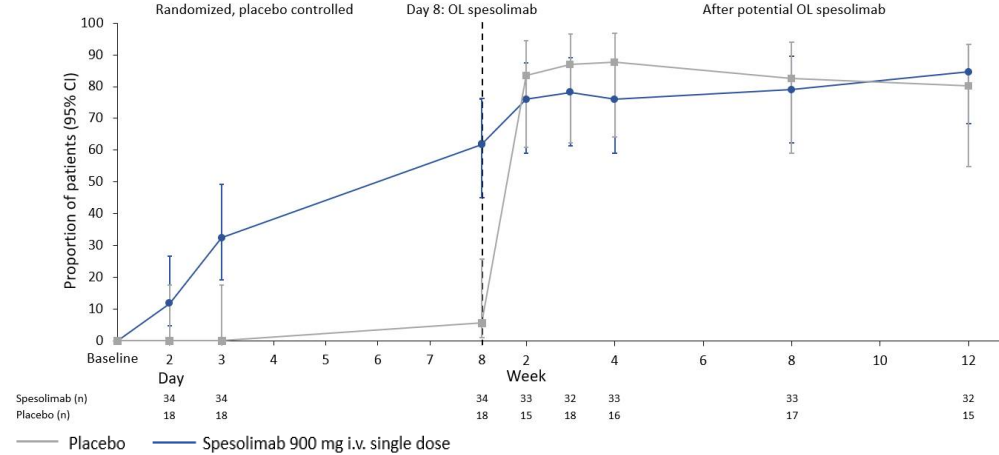 Randomized, placebo controlled Day 8: OL spesolimab After potential OL spesolimab
Proportion of patients (95% CI)
100
90
80
70
60
50
40
30
20
10
0
Baseline 2 3 4 5 6 7 8 2 4 6 8 10 12
Day Week
Spesolimab (n) 34 34 34 33 32 33 33 32
Placebo (n) 18 18 18 15 18 16 17 15
Placebo Spesolimab 900 mg i.v. single dose